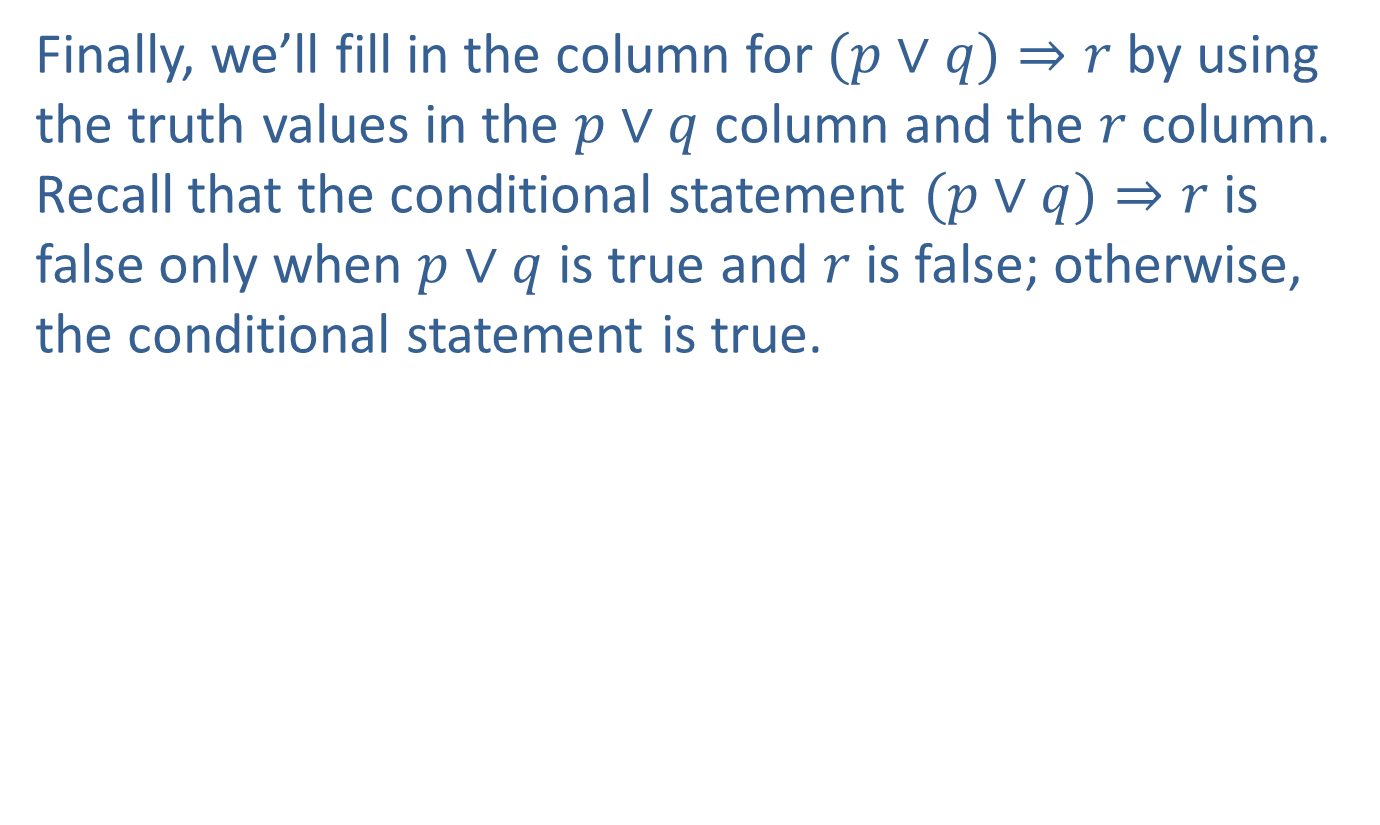 Finally, we’ll fill in the column for (𝑝 ∨ 𝑞) ⇒ 𝑟 by using
the truth values in the 𝑝 ∨ 𝑞 column and the 𝑟 column.
Recall that the conditional statement (𝑝 ∨ 𝑞) ⇒ 𝑟 is
false only when 𝑝 ∨ 𝑞 is true and 𝑟 is false; otherwise,
the conditional statement is true.